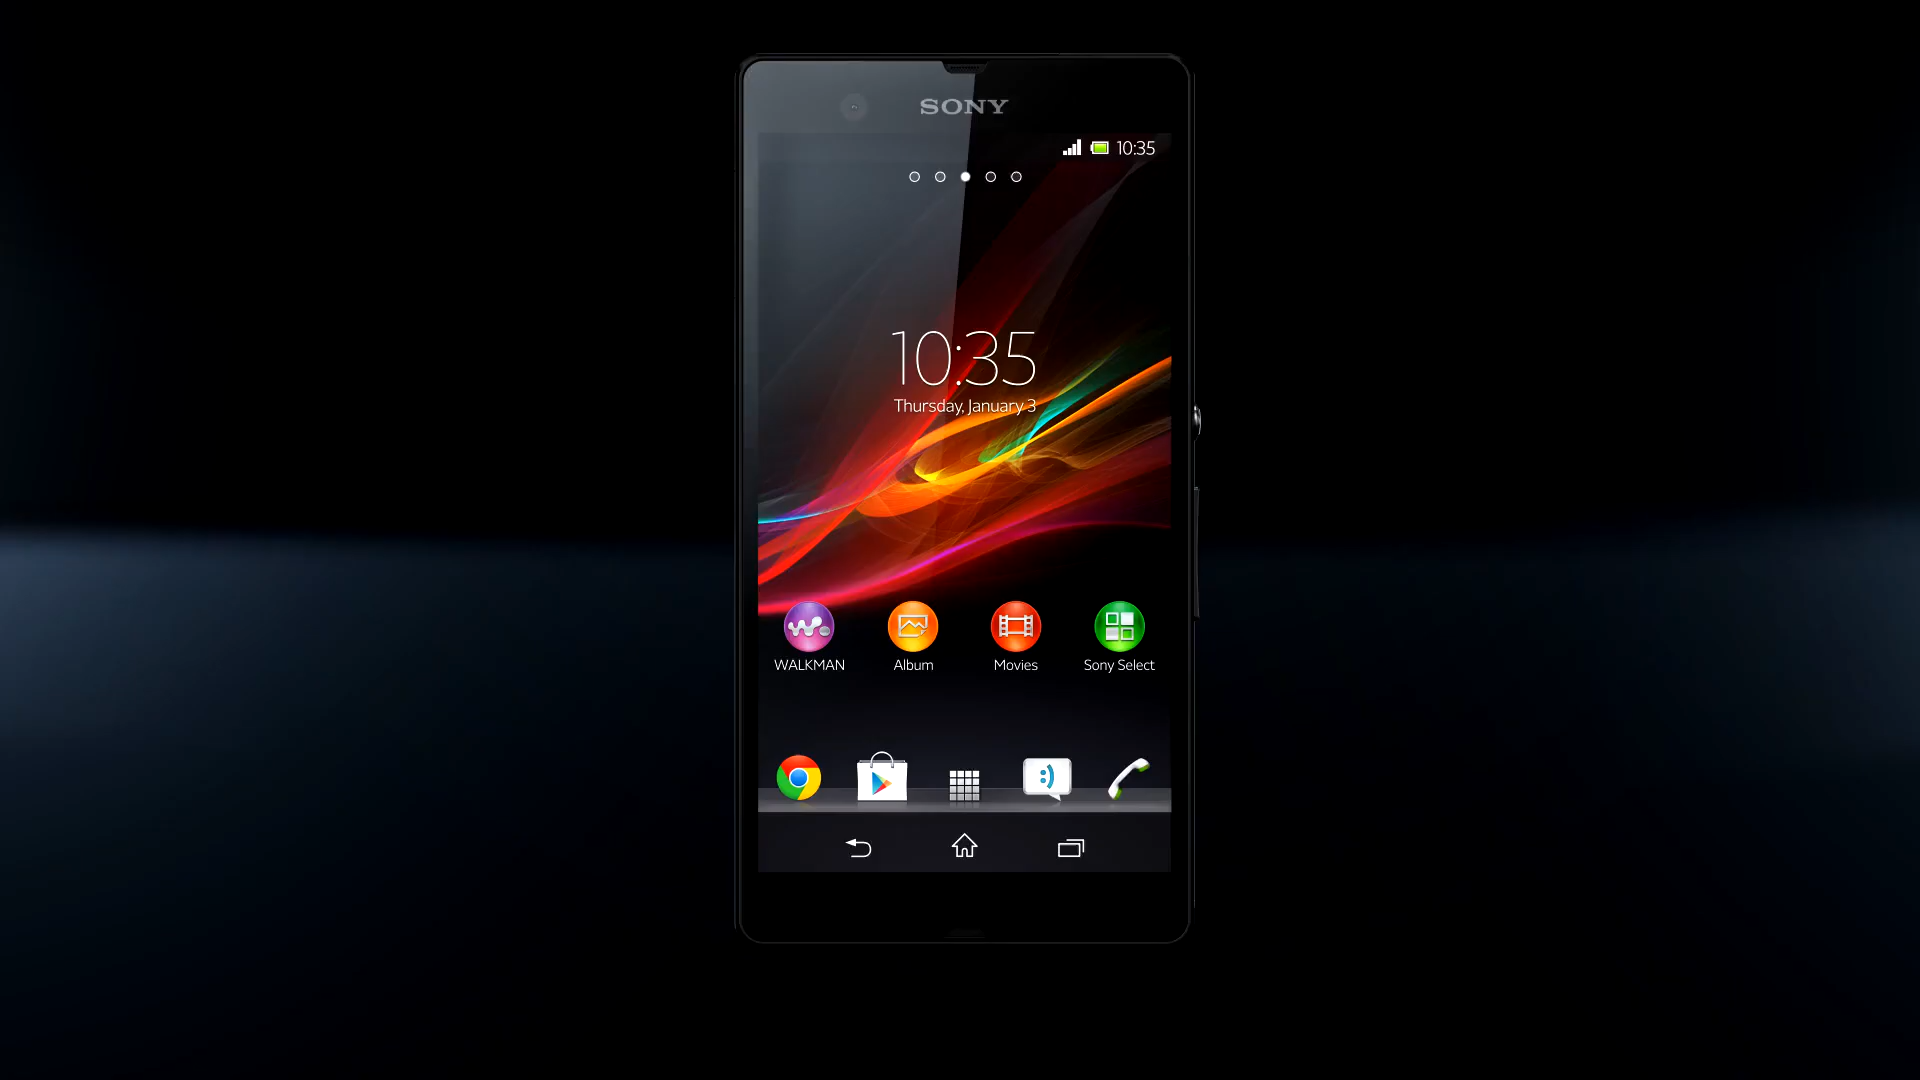 SONY
10:35
10:35
Thursday, January 3
WALKMAN
Album
Movies
Sony Select